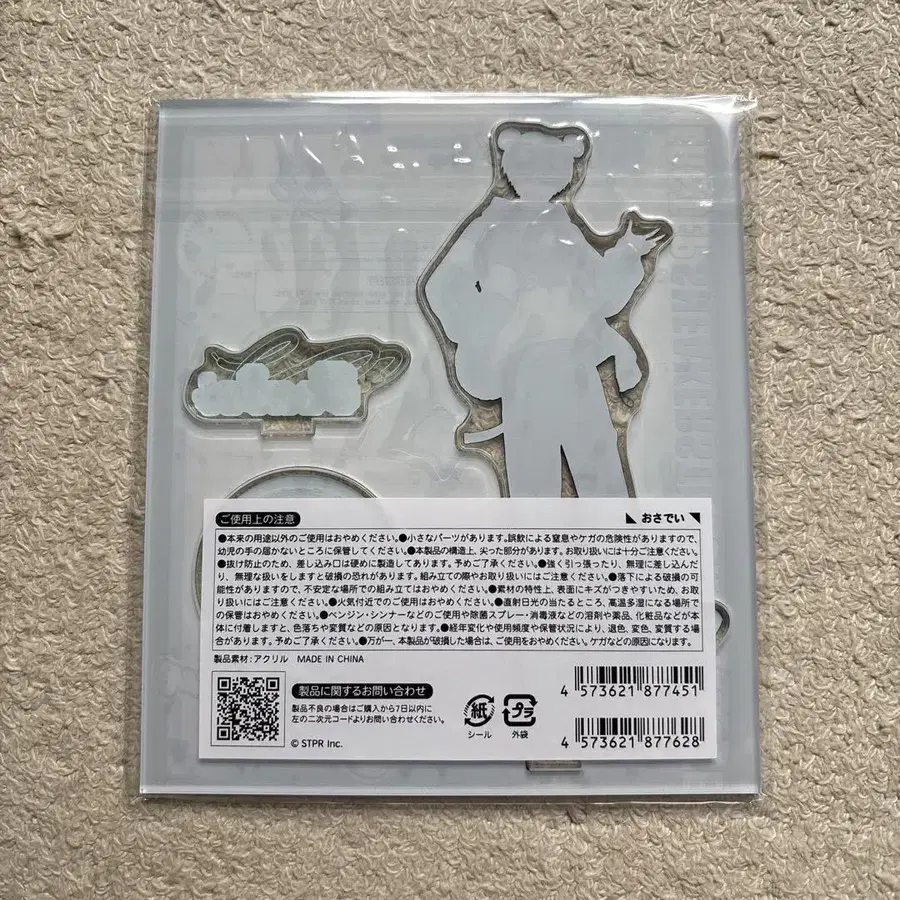 ご使用上の注意
おさでい
●本来の用途以外のご使用はおやめください。●小さなパーツがあります。誤飲による窒息やケガの危険性がありますので、
幼児の手の届かないところに保管してください。●本製品の構造上、尖った部分があります。お取り扱いには十分ご注意ください。
●抜け防止のため、差し込み口は硬めに製造してあります。予めご了承ください。●強く引っ張ったり、無理に差し込んだ
り、無理な扱いをしますと破損の恐れがあります。組み立ての際やお取り扱いにはご注意ください。●落下による破損の可
能性がありますので、不安定な場所での組み立てはおやめください。●素材の特性上、表面にキズがつきやすいため、お取
り扱いにはご注意ください。●火気付近でのご使用はおやめください。●直射日光の当たるところ、高温多湿になる場所で
の保管はおやめください。●ベンジン・シンナーなどのご使用や除菌スプレー・消毒液などの溶剤や薬品、化粧品などが本
体に付着しますと、色落ちや変質などの原因となります。●経年変化や使用頻度や保管状況により、退色、変色、変質する場
合があります。予めご了承ください。●万が一、本製品が破損した場合は、ご使用をおやめください。ケガなどの原因になります。
製品素材：アクリル MADE IN CHINA
製品に関するお問い合わせ
製品不良の場合はご購入から7日以内に
左の二次元コードよりお問い合わせください。
© STPR Inc.
紙
シール
プラ
外袋
4 573621 877451
4 573621 877628